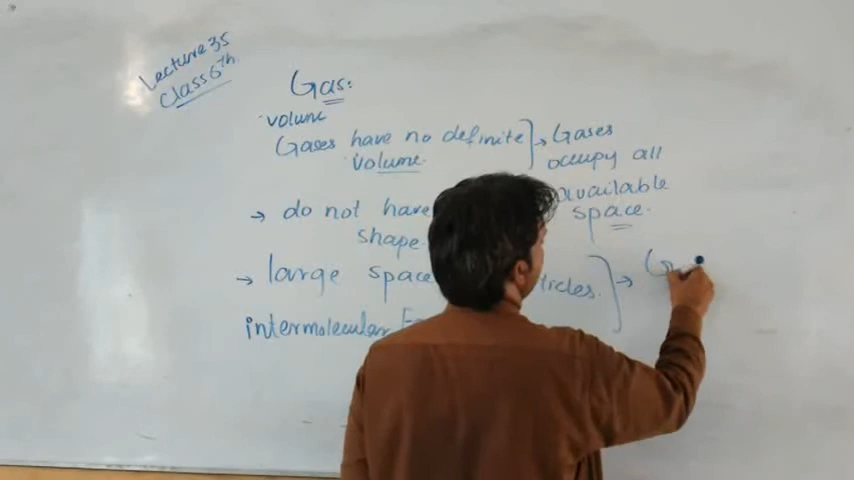 Lecture 35
Class 6th
Gas:
volume
Gases have no definite
volume.
→ Gases
occupy all
available
space.
→ do not have
shape.
→ large space
ticles.
→ G
intermolecular F